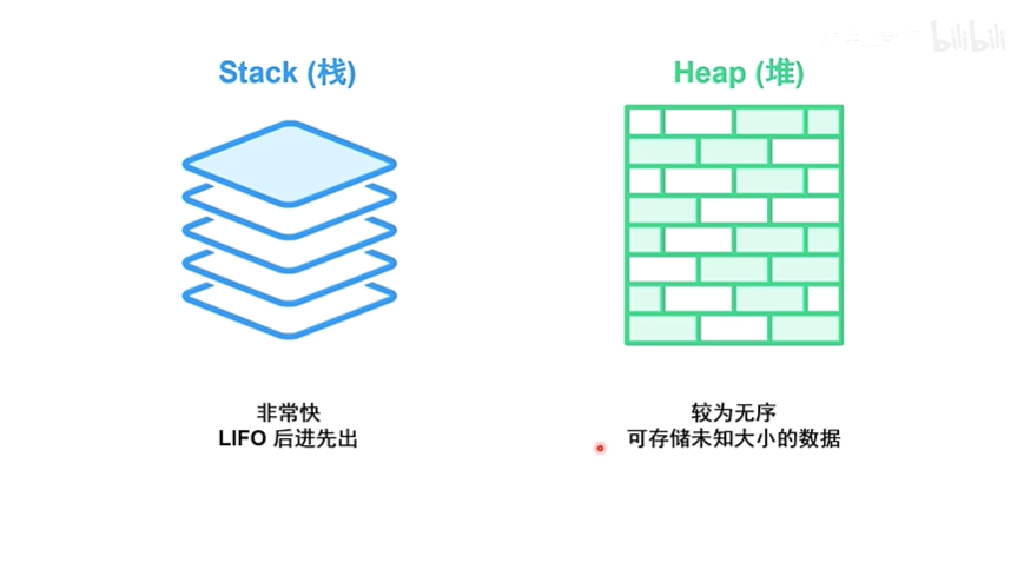 bilibili
Stack (栈)
Heap (堆)
非常快
LIFO 后进先出
较为无序
可存储未知大小的数据